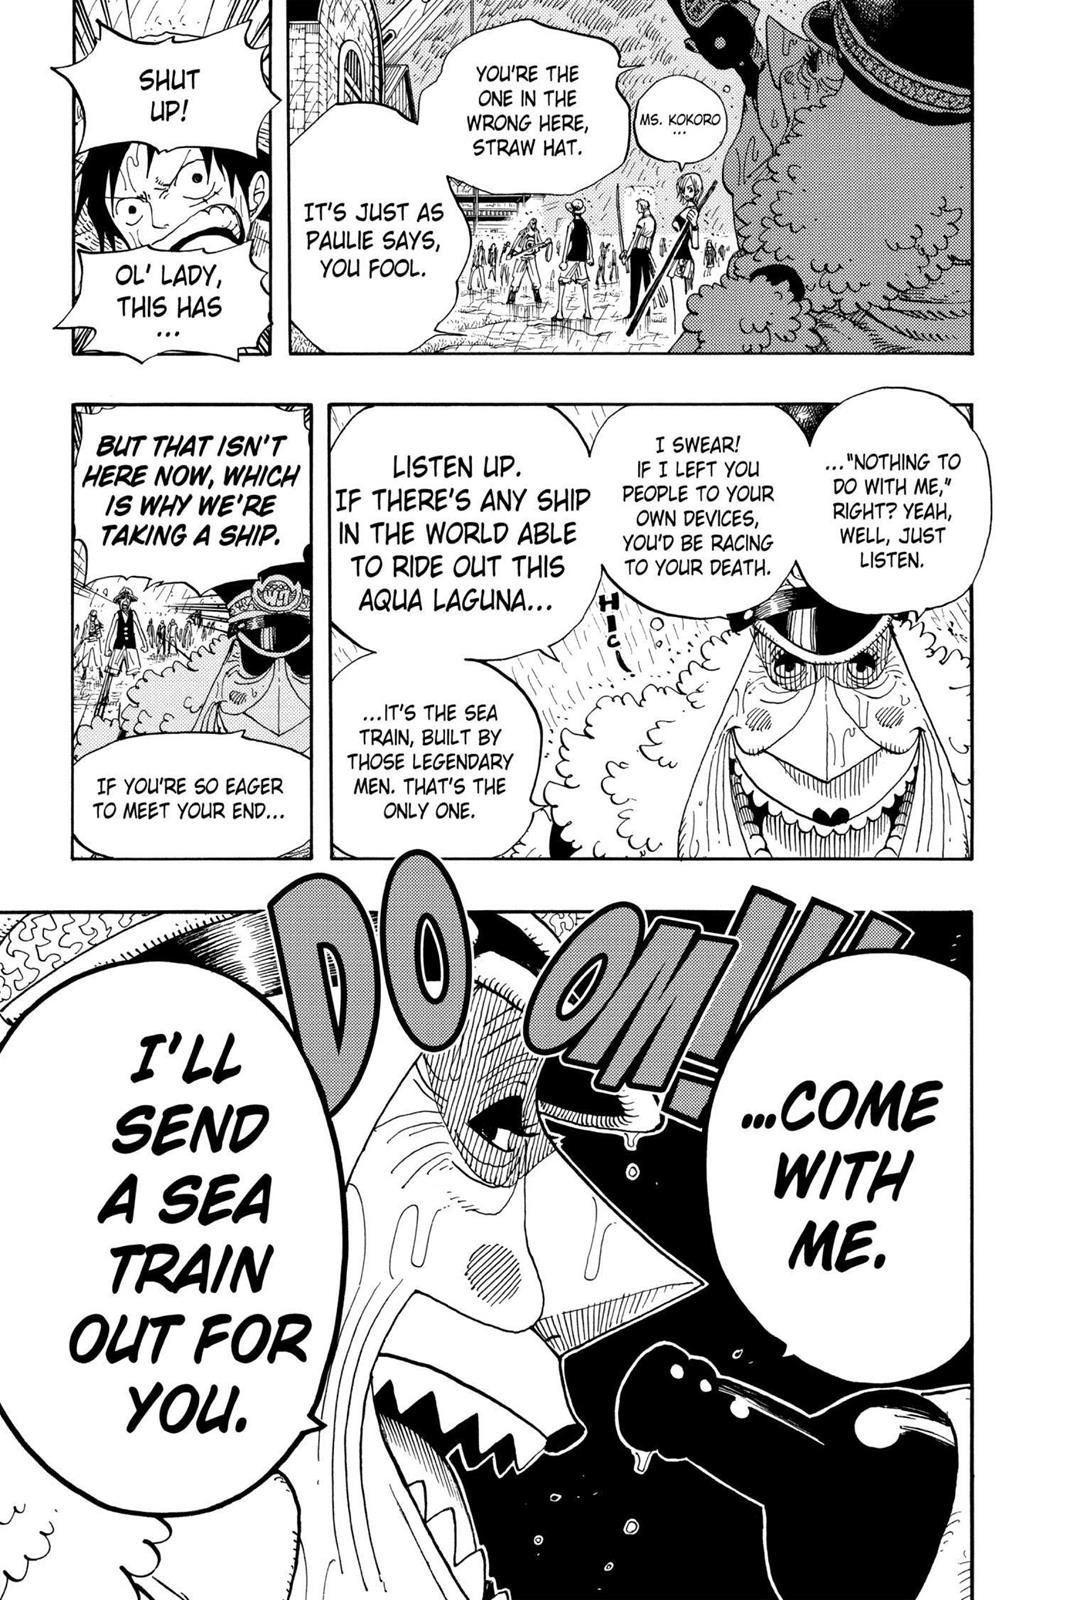 MS. KOKORO
...
YOU'RE THE
ONE IN THE
WRONG HERE,
STRAW HAT.
IT'S JUST AS
PAULIE SAYS,
YOU FOOL.
SHUT
UP!
OL' LADY,
THIS HAS
...
..."NOTHING TO
DO WITH ME,"
RIGHT? YEAH,
WELL, JUST
LISTEN.
I SWEAR!
IF I LEFT YOU
PEOPLE TO YOUR
OWN DEVICES,
YOU'D BE RACING
TO YOUR DEATH.
HIC!
LISTEN UP.
IF THERE'S ANY SHIP
IN THE WORLD ABLE
TO RIDE OUT THIS
AQUA LAGUNA...
...IT'S THE SEA
TRAIN, BUILT BY
THOSE LEGENDARY
MEN. THAT'S THE
ONLY ONE.
BUT THAT ISN'T
HERE NOW, WHICH
IS WHY WE'RE
TAKING A SHIP.
IF YOU'RE SO EAGER
TO MEET YOUR END...
DOOM!!!
...COME
WITH
ME.
I'LL
SEND
A SEA
TRAIN
OUT FOR
YOU.